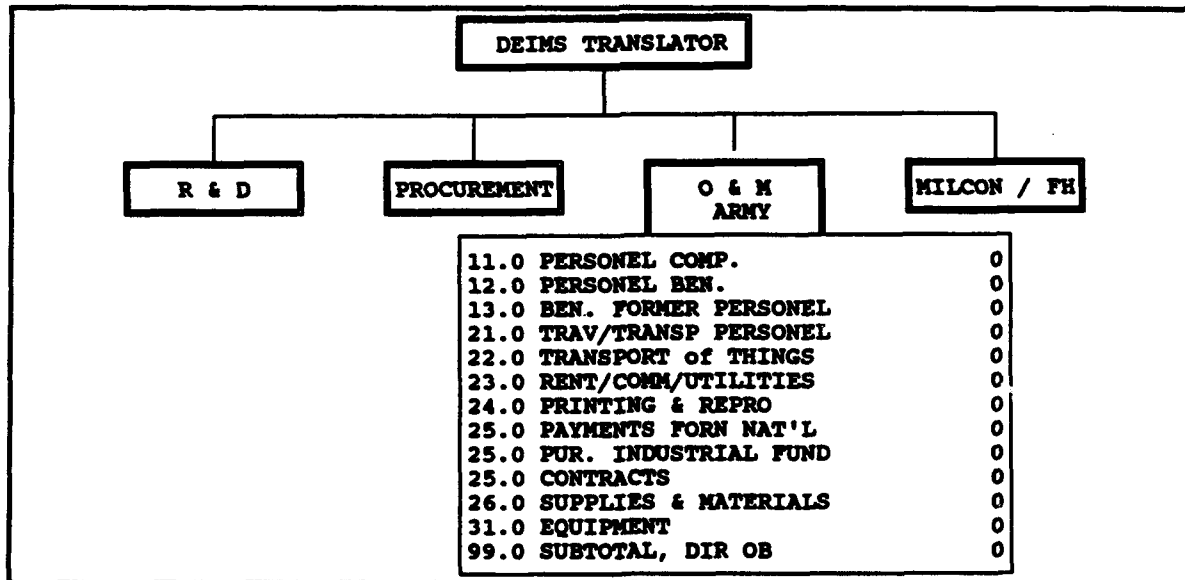 DEIMS TRANSLATOR
R & D
PROCUREMENT
O & M
ARMY
MILCON / FH
11.0 PERSONEL COMP. 0
12.0 PERSONEL BEN. 0
13.0 BEN. FORMER PERSONEL 0
21.0 TRAV/TRANSP PERSONEL 0
22.0 TRANSPORT of THINGS 0
23.0 RENT/COMM/UTILITIES 0
24.0 PRINTING & REPRO 0
25.0 PAYMENTS FORN NAT'L 0
25.0 PUR. INDUSTRIAL FUND 0
25.0 CONTRACTS 0
26.0 SUPPLIES & MATERIALS 0
31.0 EQUIPMENT 0
99.0 SUBTOTAL, DIR OB 0